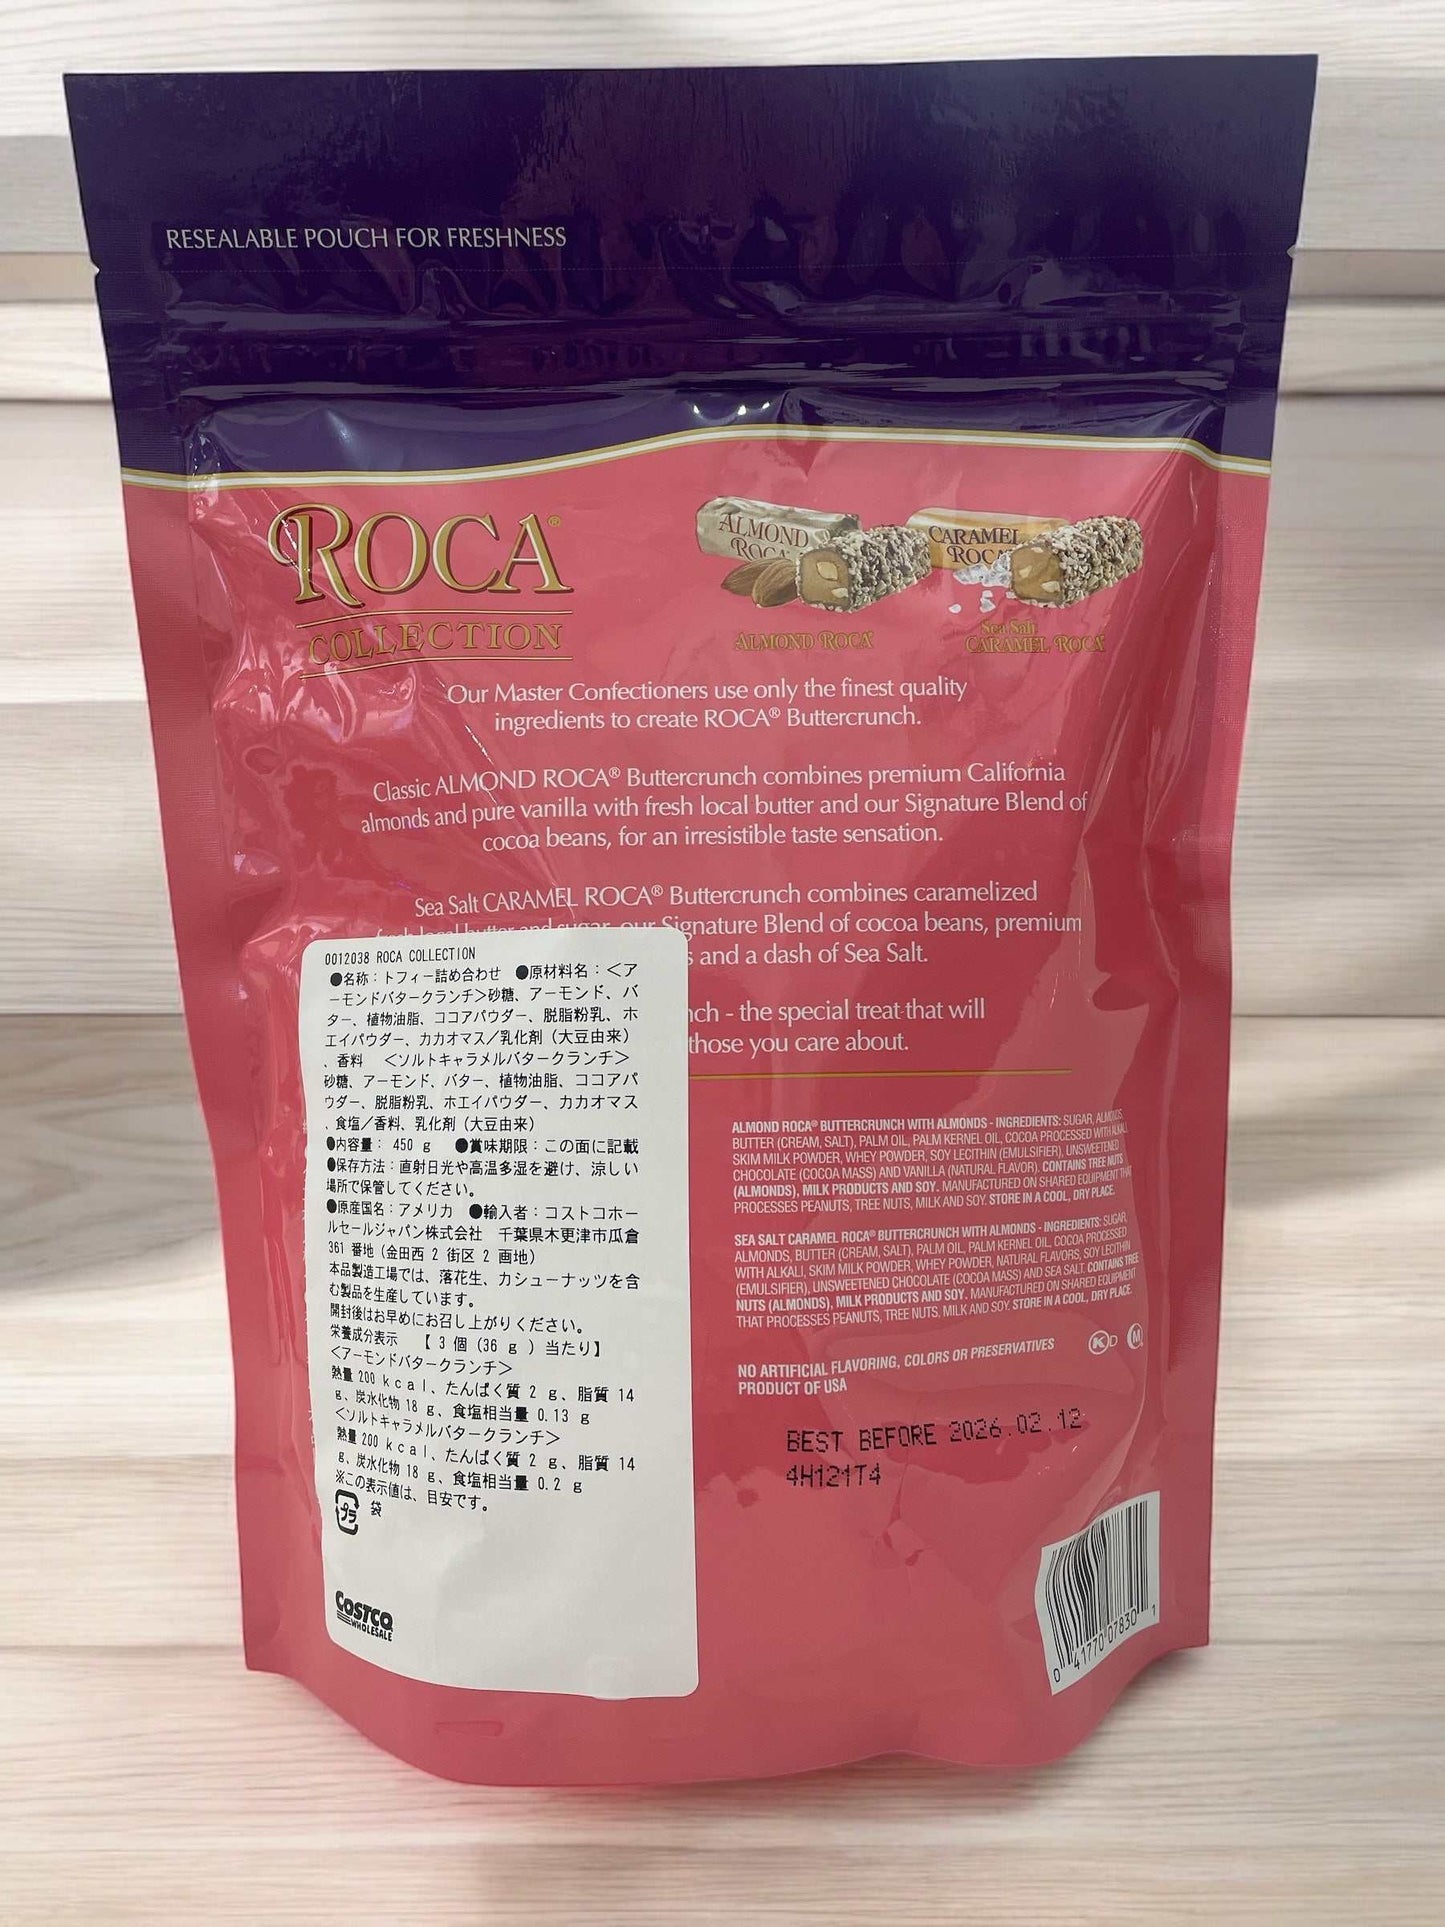 RESEALABLE POUCH FOR FRESHNESS
ROCA®
COLLECTION
ALMOND
ROCA
CARAMEL
ROCA
ALMOND ROCA®
Sea Salt
CARAMEL ROCA®
Our Master Confectioners use only the finest quality
ingredients to create ROCA® Buttercrunch.
Classic ALMOND ROCA® Buttercrunch combines premium California
almonds and pure vanilla with fresh local butter and our Signature Blend of
cocoa beans, for an irresistible taste sensation.
Sea Salt CARAMEL ROCA® Buttercrunch combines caramelized
fresh local butter and sugar, our Signature Blend of cocoa beans, premium
s and a dash of Sea Salt.
nch - the special treat that will
those you care about.
0012038 ROCA COLLECTION
●名称：トフィー詰め合わせ ●原材料名：＜ア
ーモンドバタークランチ＞砂糖、アーモンド、バ
ター、植物油脂、ココアパウダー、脱脂粉乳、ホ
エイパウダー、カカオマス／乳化剤（大豆由来）
、香料 ＜ソルトキャラメルバタークランチ＞
砂糖、アーモンド、バター、植物油脂、ココアパ
ウダー、脱脂粉乳、ホエイパウダー、カカオマス
、食塩／香料、乳化剤（大豆由来）
●内容量： 450 g ●賞味期限：この面に記載
●保存方法：直射日光や高温多湿を避け、涼しい
場所で保管してください。
●原産国名：アメリカ ●輸入者：コストコホー
ルセールジャパン株式会社 千葉県木更津市瓜倉
361 番地（金田西 2 街区 2 画地）
本品製造工場では、落花生、カシューナッツを含
む製品を生産しています。
開封後はお早めにお召し上がりください。
栄養成分表示 【 3 個（36 g ）当たり】
＜アーモンドバタークランチ＞
熱量 200 kcal、たんぱく質 2 g、脂質 14
g、炭水化物 18 g、食塩相当量 0.13 g
＜ソルトキャラメルバタークランチ＞
熱量 200 kcal、たんぱく質 2 g、脂質 14
g、炭水化物 18 g、食塩相当量 0.2 g
※この表示値は、目安です。
プラ 袋
COSTCO
WHOLESALE
ALMOND ROCA® BUTTERCRUNCH WITH ALMONDS - INGREDIENTS: SUGAR, ALMONDS,
BUTTER (CREAM, SALT), PALM OIL, PALM KERNEL OIL, COCOA PROCESSED WITH ALKALI,
SKIM MILK POWDER, WHEY POWDER, SOY LECITHIN (EMULSIFIER), UNSWEETENED
CHOCOLATE (COCOA MASS) AND VANILLA (NATURAL FLAVOR). CONTAINS TREE NUTS
(ALMONDS), MILK PRODUCTS AND SOY. MANUFACTURED ON SHARED EQUIPMENT THAT
PROCESSES PEANUTS, TREE NUTS, MILK AND SOY. STORE IN A COOL, DRY PLACE.
SEA SALT CARAMEL ROCA® BUTTERCRUNCH WITH ALMONDS - INGREDIENTS: SUGAR,
ALMONDS, BUTTER (CREAM, SALT), PALM OIL, PALM KERNEL OIL, COCOA PROCESSED
WITH ALKALI, SKIM MILK POWDER, WHEY POWDER, NATURAL FLAVORS, SOY LECITHIN
(EMULSIFIER), UNSWEETENED CHOCOLATE (COCOA MASS) AND SEA SALT. CONTAINS TREE
NUTS (ALMONDS), MILK PRODUCTS AND SOY. MANUFACTURED ON SHARED EQUIPMENT
THAT PROCESSES PEANUTS, TREE NUTS, MILK AND SOY. STORE IN A COOL, DRY PLACE.
NO ARTIFICIAL FLAVORING, COLORS OR PRESERVATIVES
PRODUCT OF USA
K D M
BEST BEFORE 2026.02.12
4H121T4
0 41770 07830 1